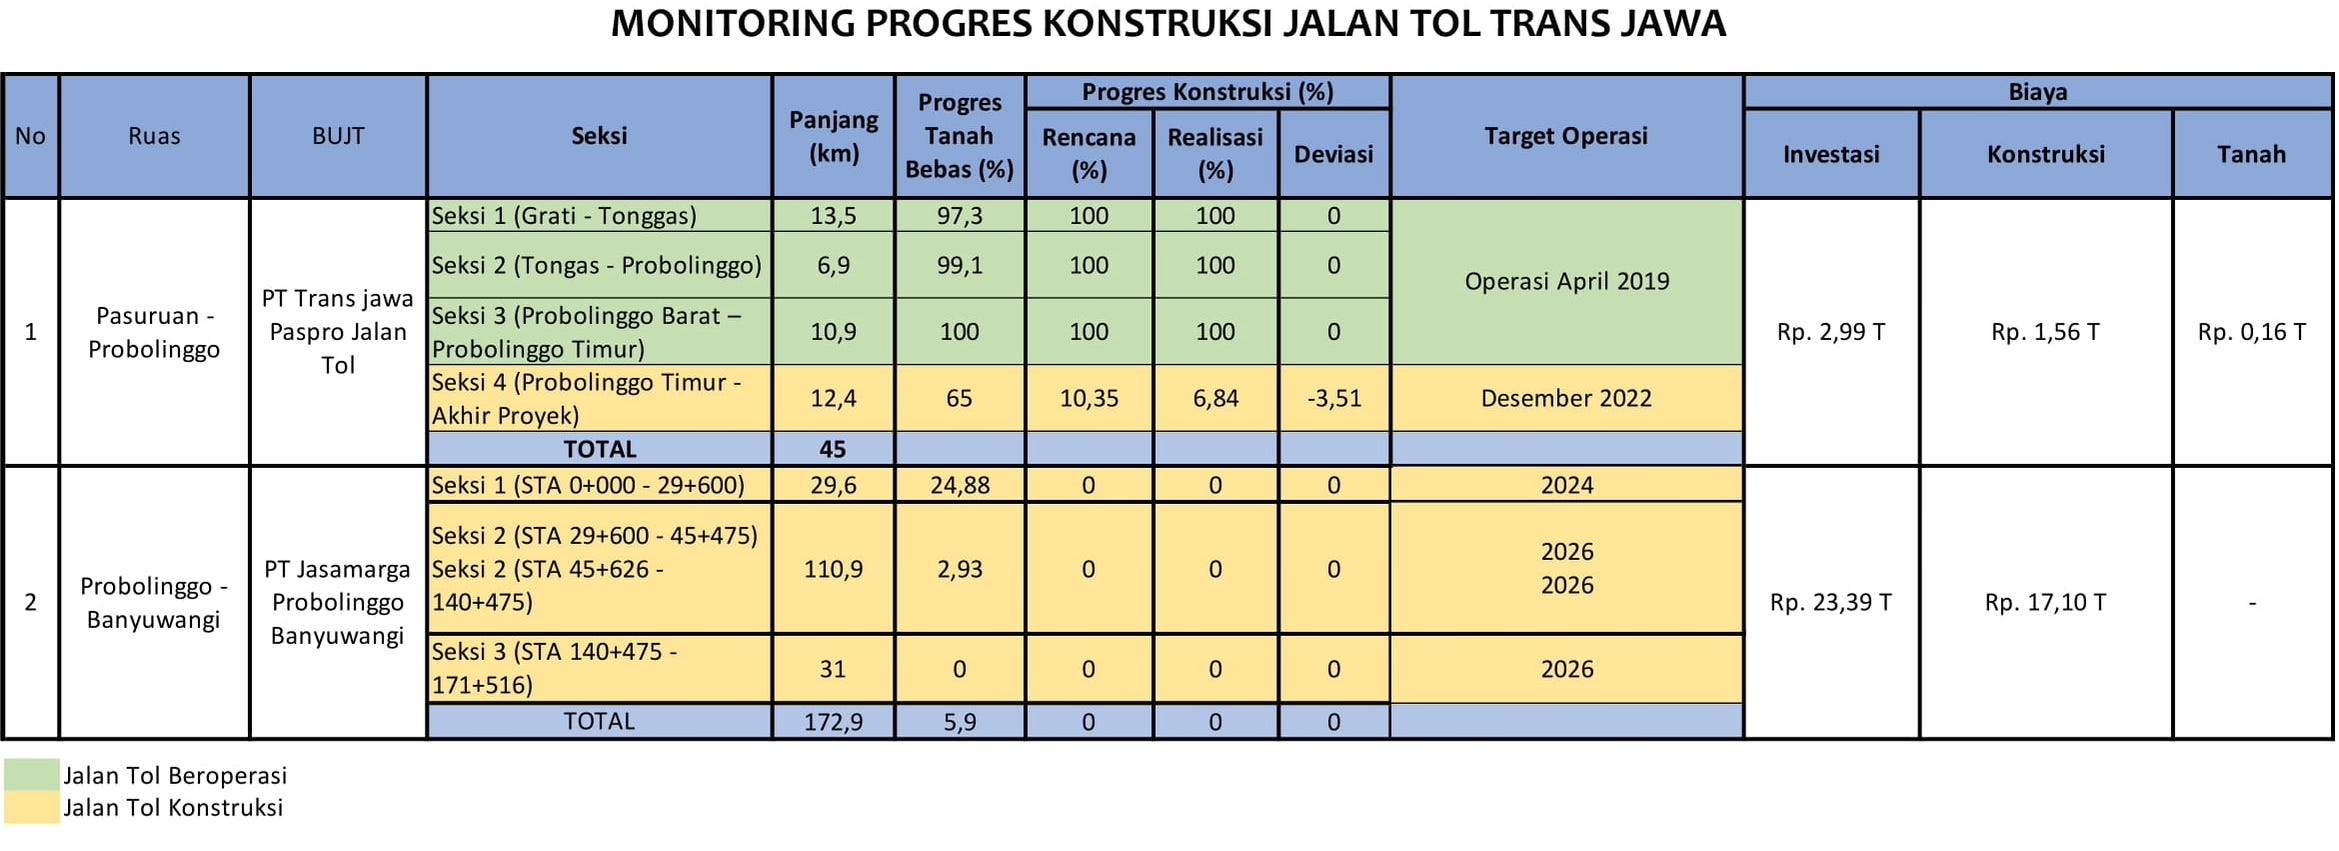 MONITORING PROGRES KONSTRUKSI JALAN TOL TRANS JAWA
No Ruas BUJT Seksi Panjang (km) Progres Tanah Bebas (%) Progres Konstruksi (%) Target Operasi Biaya
Rencana (%) Realisasi (%) Deviasi Investasi Konstruksi Tanah
1 Pasuruan - Probolinggo PT Trans jawa Paspro Jalan Tol
Seksi 1 (Grati - Tonggas) 13,5 97,3 100 100 0 Operasi April 2019 Rp. 2,99 T Rp. 1,56 T Rp. 0,16 T
Seksi 2 (Tongas - Probolinggo) 6,9 99,1 100 100 0
Seksi 3 (Probolinggo Barat –
Probolinggo Timur) 10,9 100 100 100 0
Seksi 4 (Probolinggo Timur -
Akhir Proyek) 12,4 65 10,35 6,84 -3,51 Desember 2022
TOTAL 45
2 Probolinggo - Banyuwangi PT Jasamarga Probolinggo Banyuwangi
Seksi 1 (STA 0+000 - 29+600) 29,6 24,88 0 0 0 2024 Rp. 23,39 T Rp. 17,10 T -
Seksi 2 (STA 29+600 - 45+475) 2026
Seksi 2 (STA 45+626 -
140+475) 110,9 2,93 0 0 0 2026
Seksi 3 (STA 140+475 -
171+516) 31 0 0 0 0 2026
TOTAL 172,9 5,9 0 0 0
Jalan Tol Beroperasi
Jalan Tol Konstruksi